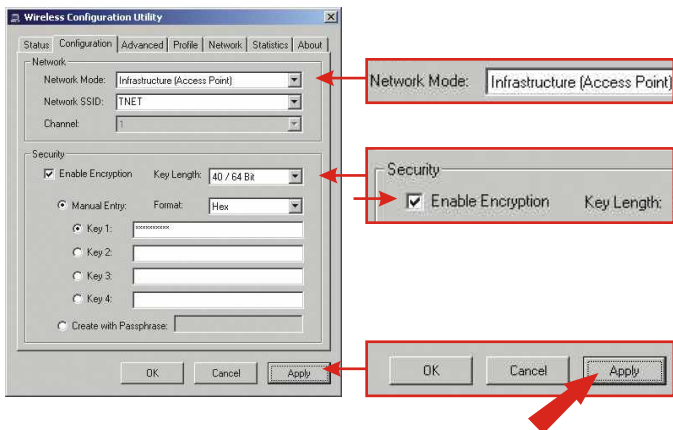 Wireless Configuration Utility
Status Configuration Advanced Profile Network Statistics About
Network
Network Mode: Infrastructure (Access Point)
Network SSID: TNET
Channel: 1
Security
Enable Encryption Key Length: 40 / 64 Bit
Manual Entry: Format: Hex
Key 1: **********
Key 2:
Key 3:
Key 4:
Create with Passphrase:
OK Cancel Apply
Network Mode: Infrastructure (Access Point)
Security
Enable Encryption Key Length:
OK Cancel Apply